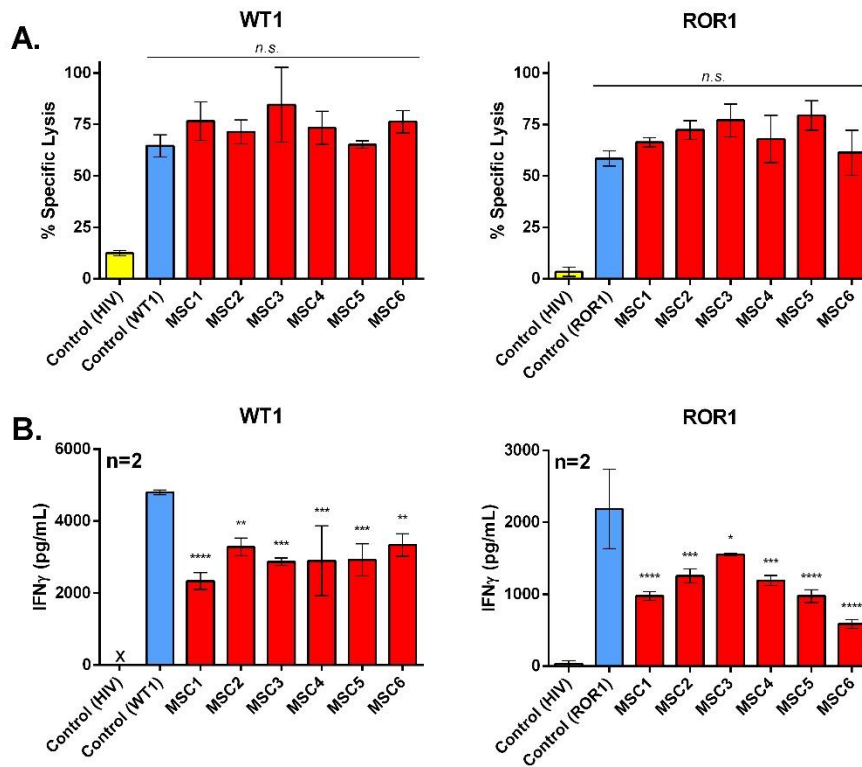 A.
WT1
n.s.
% Specific Lysis
100
75
50
25
0
Control (HIV)
Control (WT1)
MSC1
MSC2
MSC3
MSC4
MSC5
MSC6
ROR1
n.s.
% Specific Lysis
100
75
50
25
0
Control (HIV)
Control (ROR1)
MSC1
MSC2
MSC3
MSC4
MSC5
MSC6
B.
WT1
n=2
IFNγ (pg/mL)
6000
4000
2000
0
X
****
**
***
***
***
**
Control (HIV)
Control (WT1)
MSC1
MSC2
MSC3
MSC4
MSC5
MSC6
ROR1
n=2
IFNγ (pg/mL)
3000
2000
1000
0
****
***
*
***
****
****
Control (HIV)
Control (ROR1)
MSC1
MSC2
MSC3
MSC4
MSC5
MSC6